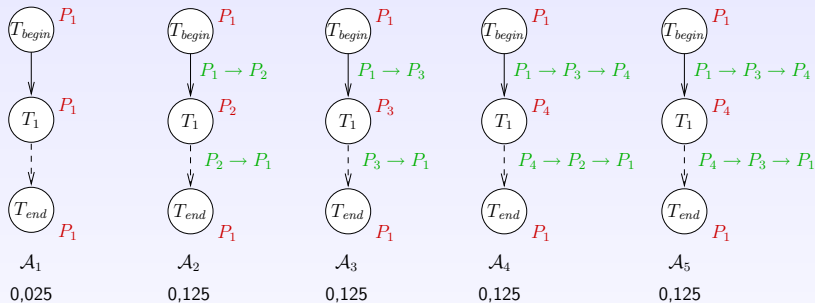 T_begin P_1 T_begin P_1 T_begin P_1 T_begin P_1 T_begin P_1
P_1 → P_2 P_1 → P_3 P_1 → P_3 → P_4 P_1 → P_3 → P_4
T_1 P_1 T_1 P_2 T_1 P_3 T_1 P_4 T_1 P_4
P_2 → P_1 P_3 → P_1 P_4 → P_2 → P_1 P_4 → P_3 → P_1
T_end P_1 T_end P_1 T_end P_1 T_end P_1 T_end P_1
𝒜_1 𝒜_2 𝒜_3 𝒜_4 𝒜_5
0,025 0,125 0,125 0,125 0,125